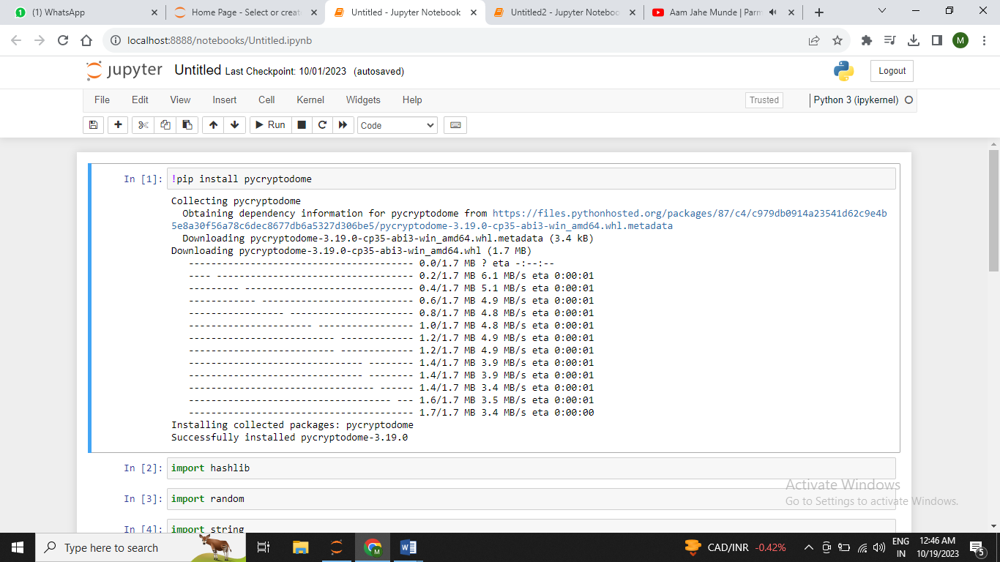 (1) WhatsApp
Home Page - Select or creat
Untitled - Jupyter Notebook
Untitled2 - Jupyter Noteboo
Aam Jahe Munde | Parm
localhost:8888/notebooks/Untitled.ipynb
M
jupyter Untitled Last Checkpoint: 10/01/2023 (autosaved)
Logout
File Edit View Insert Cell Kernel Widgets Help
Trusted
Python 3 (ipykernel)
Run
Code
In [1]: !pip install pycryptodome
Collecting pycryptodome
Obtaining dependency information for pycryptodome from https://files.pythonhosted.org/packages/87/c4/c979db0914a23541d62c9e4b
5e8a30f56a78c6dec8677db6a5327d306be5/pycryptodome-3.19.0-cp35-abi3-win_amd64.whl.metadata
Downloading pycryptodome-3.19.0-cp35-abi3-win_amd64.whl.metadata (3.4 kB)
Downloading pycryptodome-3.19.0-cp35-abi3-win_amd64.whl (1.7 MB)
---------------------------------------- 0.0/1.7 MB ? eta -:--:--
---- ----------------------------------- 0.2/1.7 MB 6.1 MB/s eta 0:00:01
--------- ------------------------------ 0.4/1.7 MB 5.1 MB/s eta 0:00:01
------------ --------------------------- 0.6/1.7 MB 4.9 MB/s eta 0:00:01
----------------- ---------------------- 0.8/1.7 MB 4.8 MB/s eta 0:00:01
---------------------- ----------------- 1.0/1.7 MB 4.8 MB/s eta 0:00:01
-------------------------- ------------- 1.2/1.7 MB 4.9 MB/s eta 0:00:01
-------------------------- ------------- 1.2/1.7 MB 4.9 MB/s eta 0:00:01
------------------------------- -------- 1.4/1.7 MB 3.9 MB/s eta 0:00:01
------------------------------- -------- 1.4/1.7 MB 3.9 MB/s eta 0:00:01
--------------------------------- ------ 1.4/1.7 MB 3.4 MB/s eta 0:00:01
------------------------------------ --- 1.6/1.7 MB 3.5 MB/s eta 0:00:01
---------------------------------------- 1.7/1.7 MB 3.4 MB/s eta 0:00:00
Installing collected packages: pycryptodome
Successfully installed pycryptodome-3.19.0
In [2]: import hashlib
In [3]: import random
In [4]: import string
Activate Windows
Go to Settings to activate Windows.
Type here to search
M
W
CAD/INR -0.42%
ENG
IN
12:46 AM
10/19/2023
5